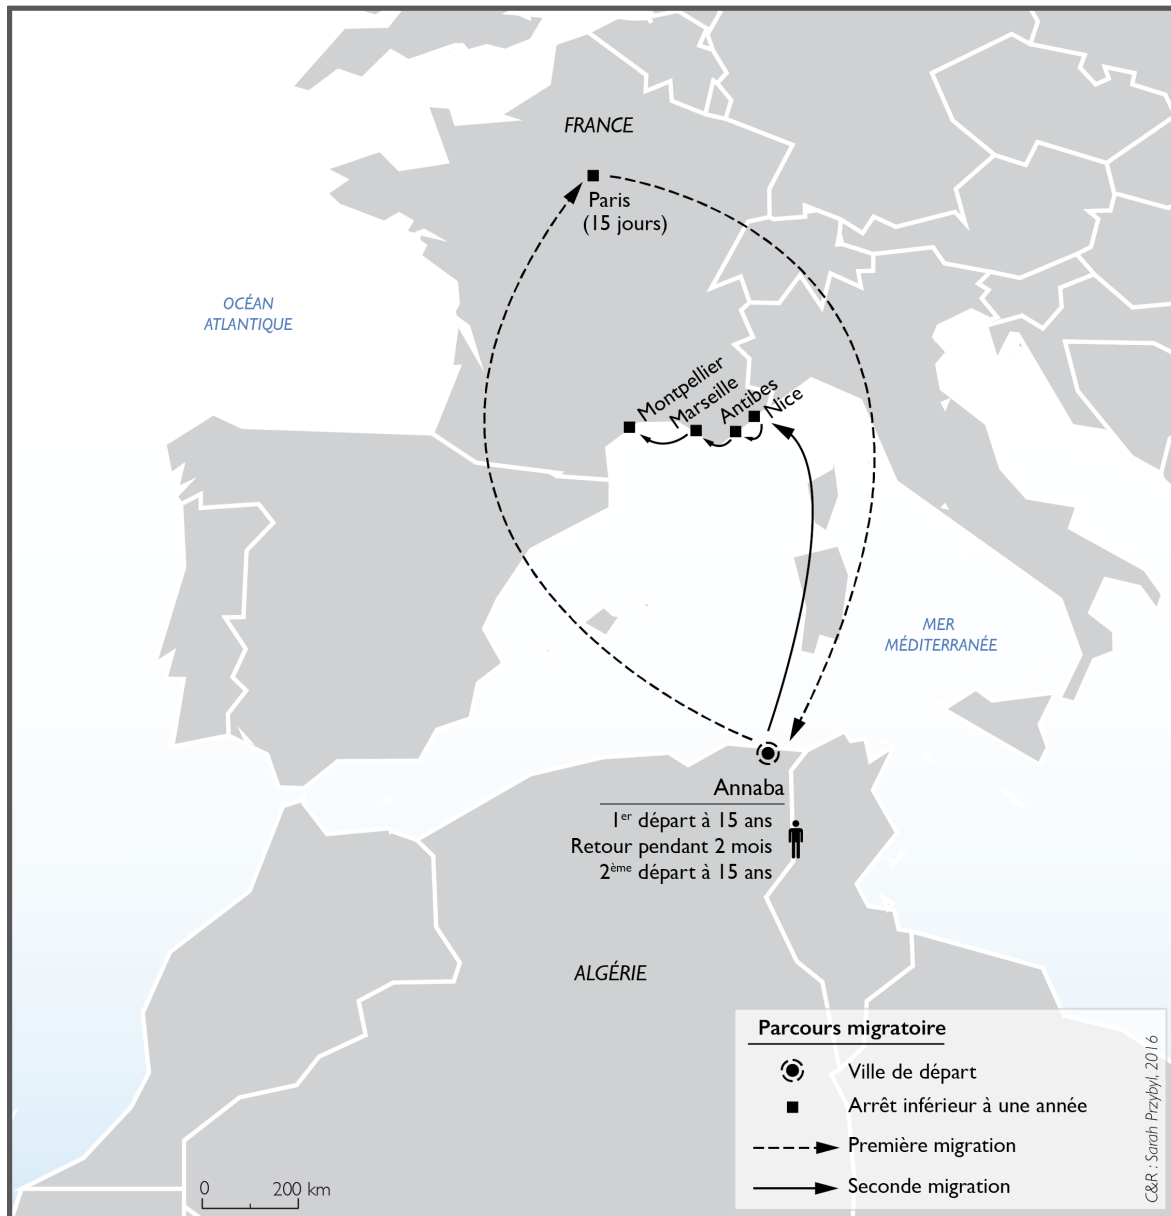 FRANCE
Paris
(15 jours)
OCÉAN
ATLANTIQUE
Montpellier
Marseille
Antibes
Nice
MER
MÉDITERRANÉE
Annaba
1er départ à 15 ans
Retour pendant 2 mois
2ème départ à 15 ans
ALGÉRIE
Parcours migratoire
Ville de départ
Arrêt inférieur à une année
Première migration
Seconde migration
0 200 km
C&R : Sarah Przybyl, 2016